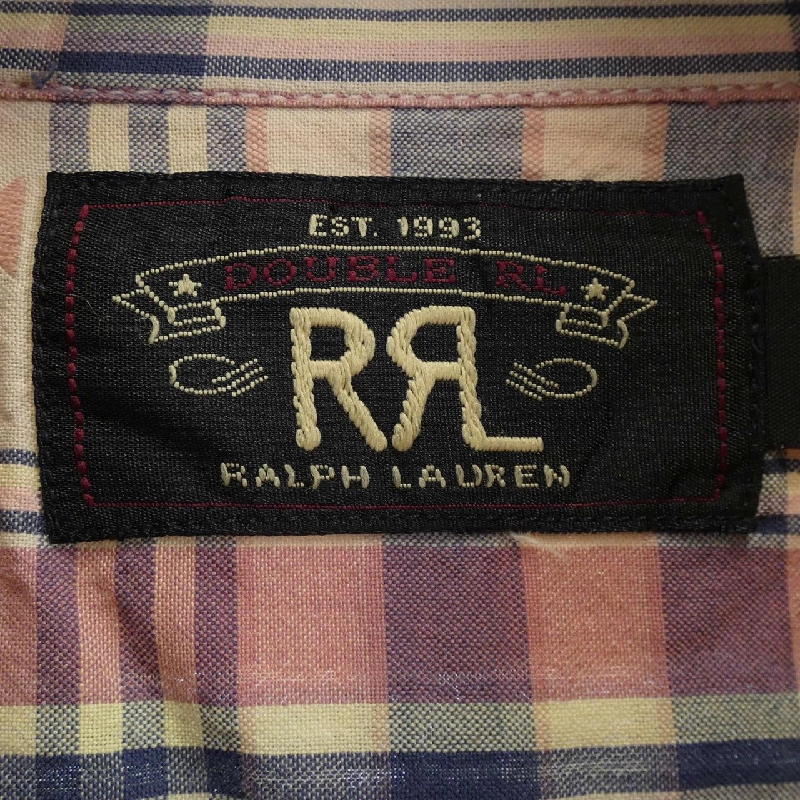 EST. 1993
DOUBLE RL
RRL
RALPH LAUREN